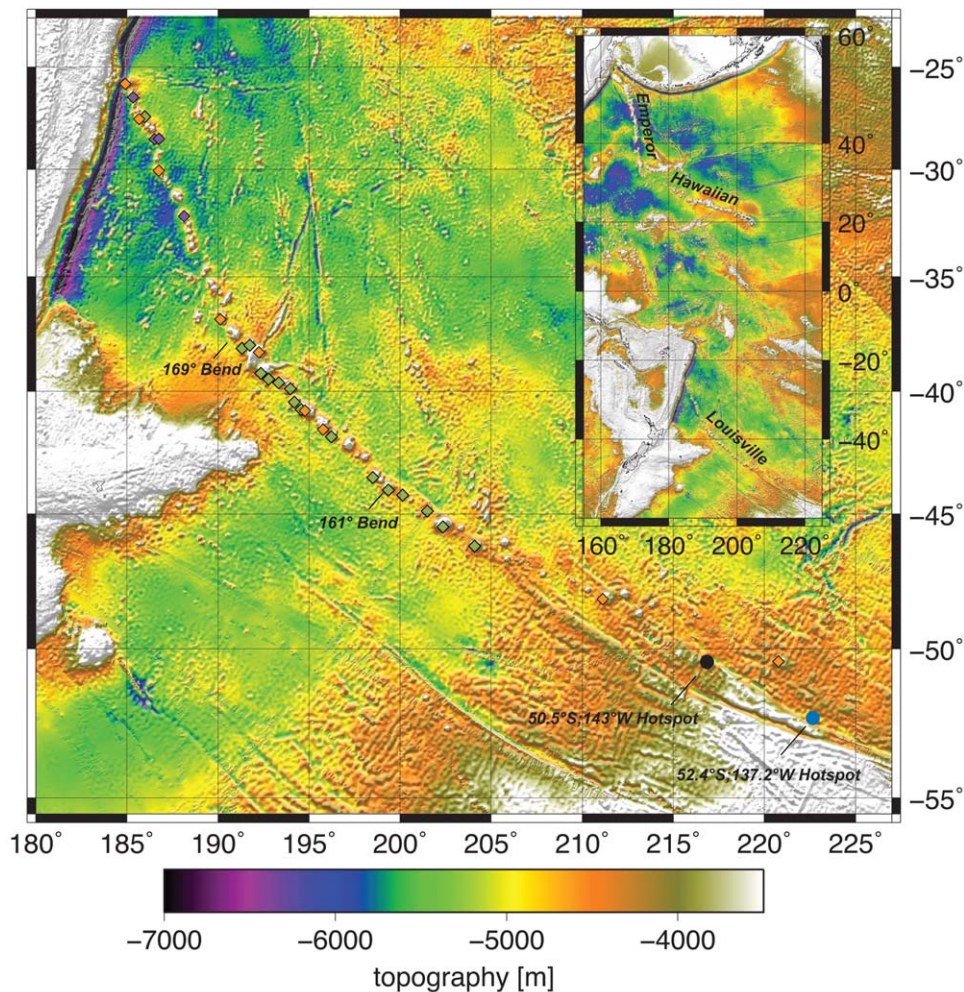 60°
−25°
Emperor
40°
−30°
Hawaiian
20°
−35°
0°
169° Bend
−20°
−40°
Louisville
−40°
161° Bend
−45°
160° 180° 200° 220°
−50°
50.5°S;143°W Hotspot
52.4°S;137.2°W Hotspot
−55°
180° 185° 190° 195° 200° 205° 210° 215° 220° 225°
−7000 −6000 −5000 −4000
topography [m]